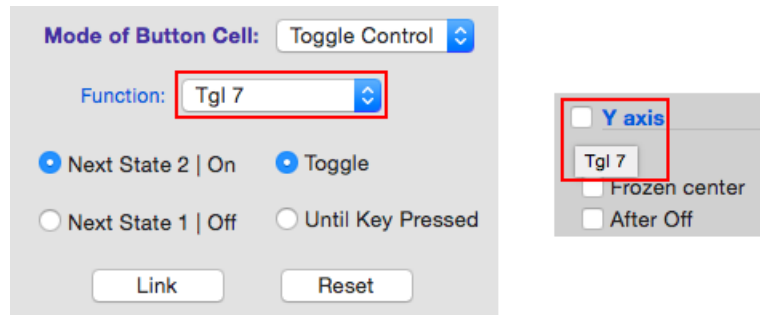 Mode of Button Cell: Toggle Control
Function: Tgl 7
Next State 2 | On Toggle
Next State 1 | Off Until Key Pressed
Link Reset
Y axis
Tgl 7
Frozen center
After Off